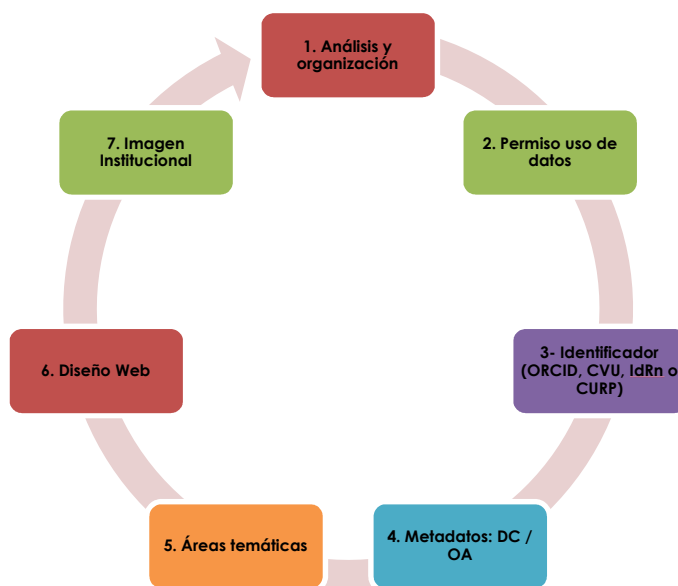 1. Análisis y
organización
2. Permiso uso de
datos
3- Identificador
(ORCID, CVU, IdRn o
CURP)
4. Metadatos: DC /
OA
5. Áreas temáticas
6. Diseño Web
7. Imagen
Institucional